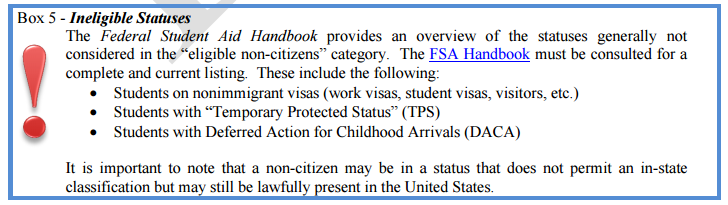 Box 5 - Ineligible Statuses
The Federal Student Aid Handbook provides an overview of the statuses generally not
considered in the “eligible non-citizens” category. The FSA Handbook must be consulted for a
complete and current listing. These include the following:
• Students on nonimmigrant visas (work visas, student visas, visitors, etc.)
• Students with “Temporary Protected Status” (TPS)
• Students with Deferred Action for Childhood Arrivals (DACA)
It is important to note that a non-citizen may be in a status that does not permit an in-state
classification but may still be lawfully present in the United States.